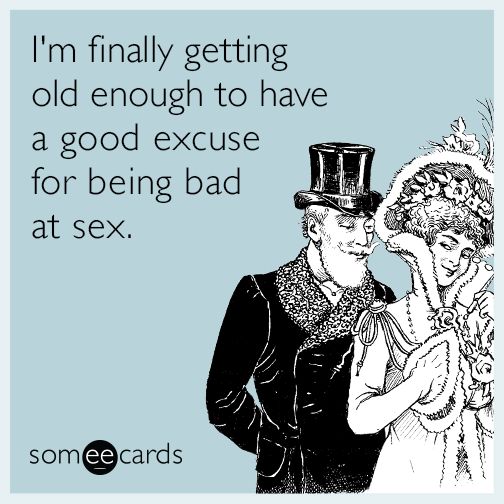 I'm finally getting
old enough to have
a good excuse
for being bad
at sex.
someecards